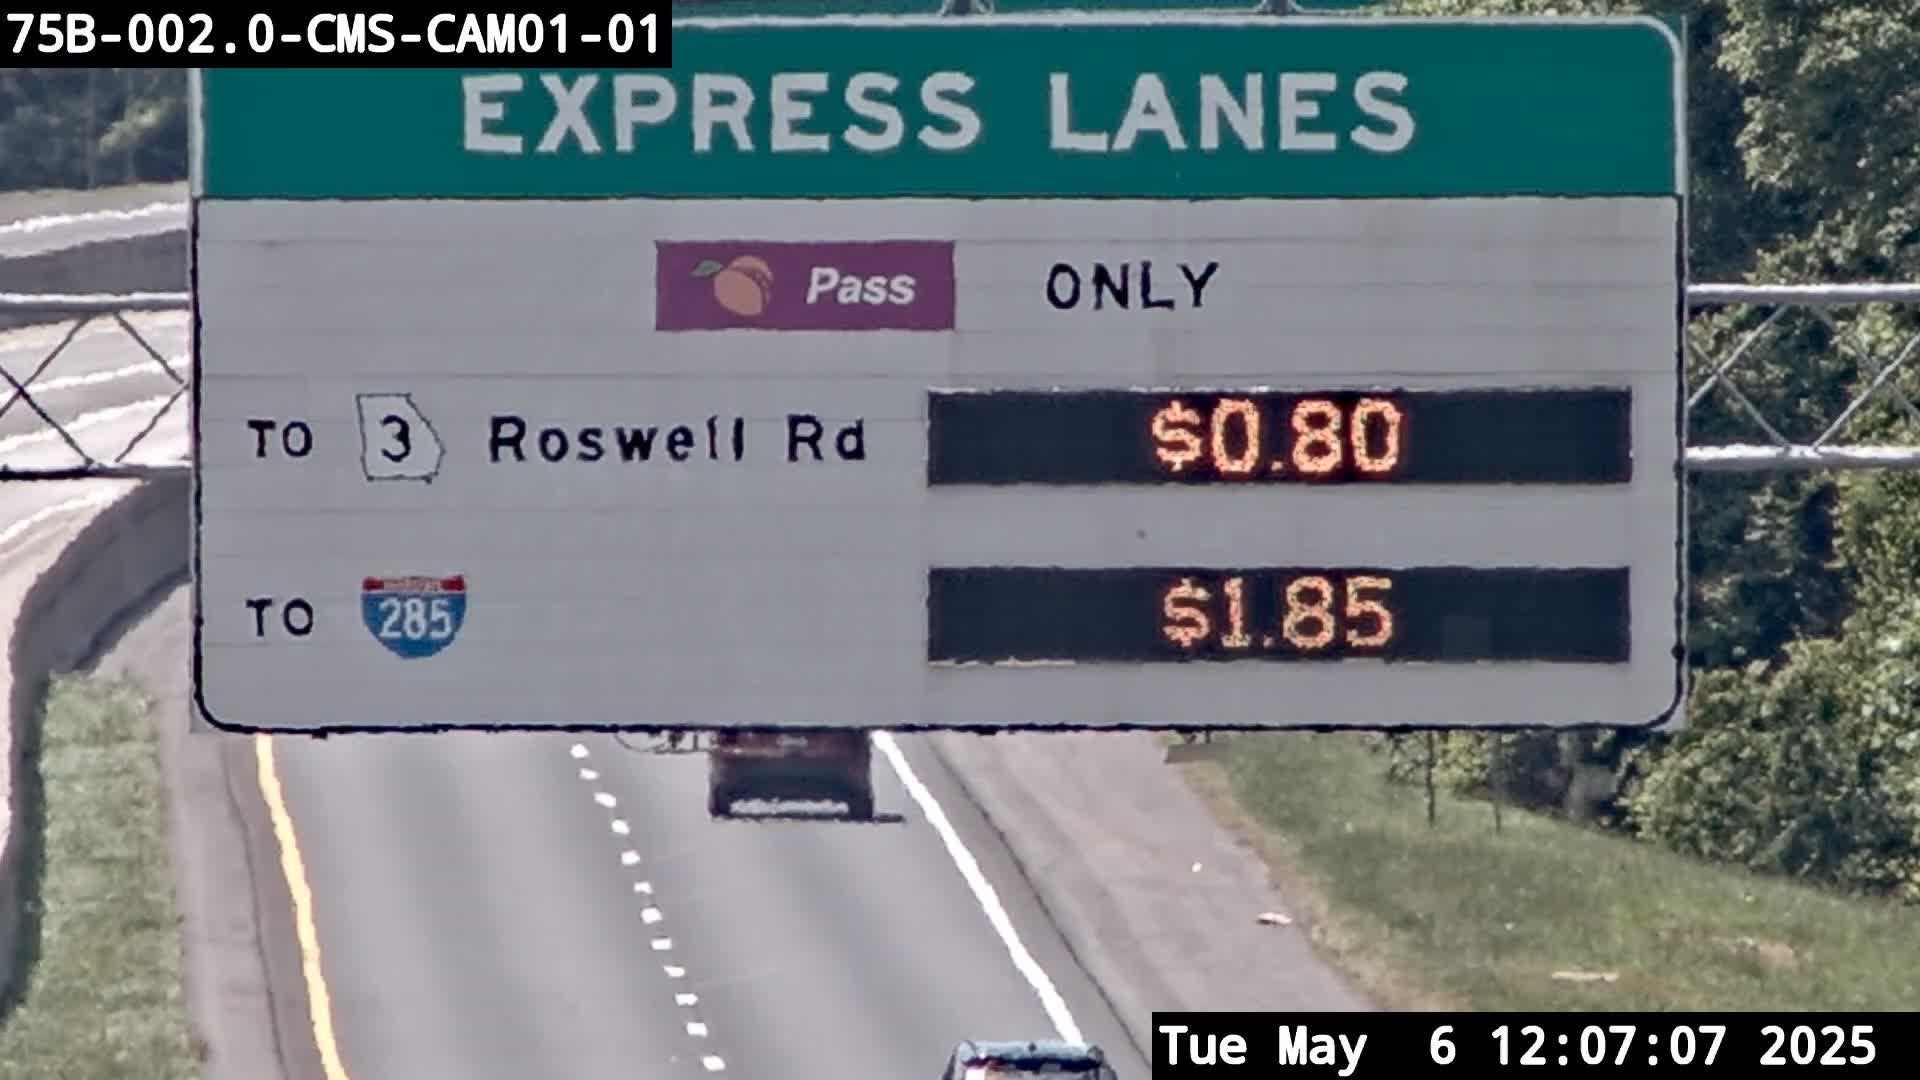 75B-002.0-CMS-CAM01-01
EXPRESS LANES
Pass ONLY
TO 3 Roswell Rd $0.80
TO 285 $1.85
Tue May 6 12:07:07 2025